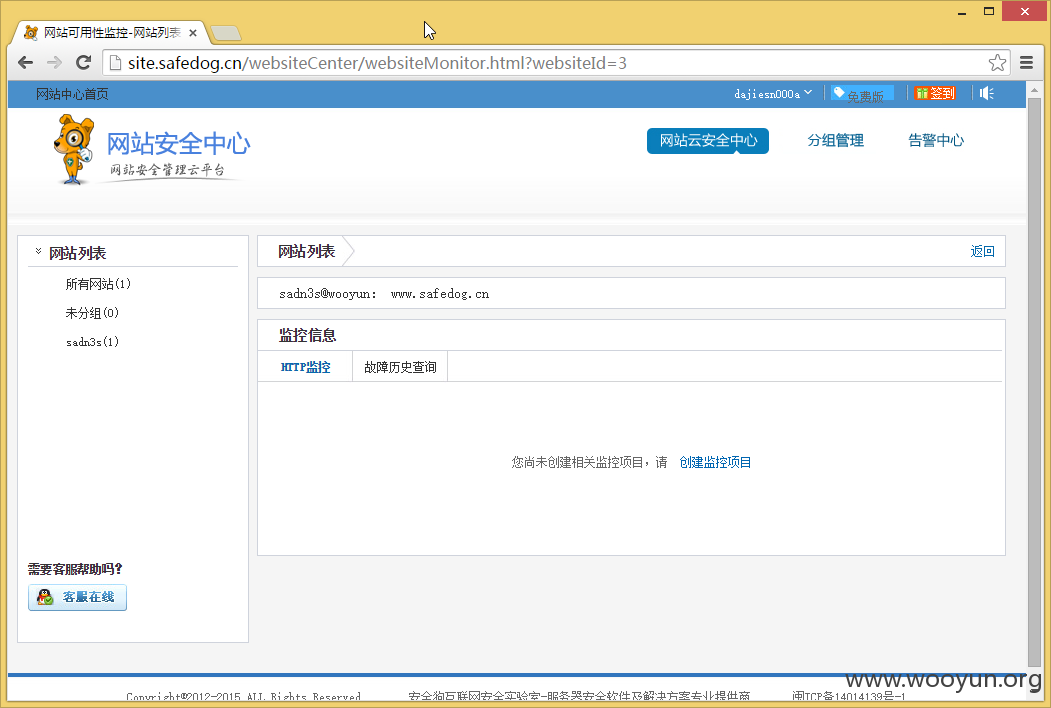 网站可用性监控-网站列表
site.safedog.cn/websiteCenter/websiteMonitor.html?websiteId=3
网站中心首页
dajiesn000a
免费版
签到
网站安全中心
网站安全管理云平台
网站云安全中心
分组管理
告警中心
网站列表
所有网站(1)
未分组(0)
sadn3s(1)
需要客服帮助吗?
客服在线
网站列表
返回
sadn3s@wooyun: www.safedog.cn
监控信息
HTTP监控
故障历史查询
您尚未创建相关监控项目,请 创建监控项目
Copyright©2012-2015 ALL Rights Reserved
安全狗互联网安全实验室-服务器安全软件及解决方案专业提供商
闽ICP备14014139号-1
www.wooyun.org